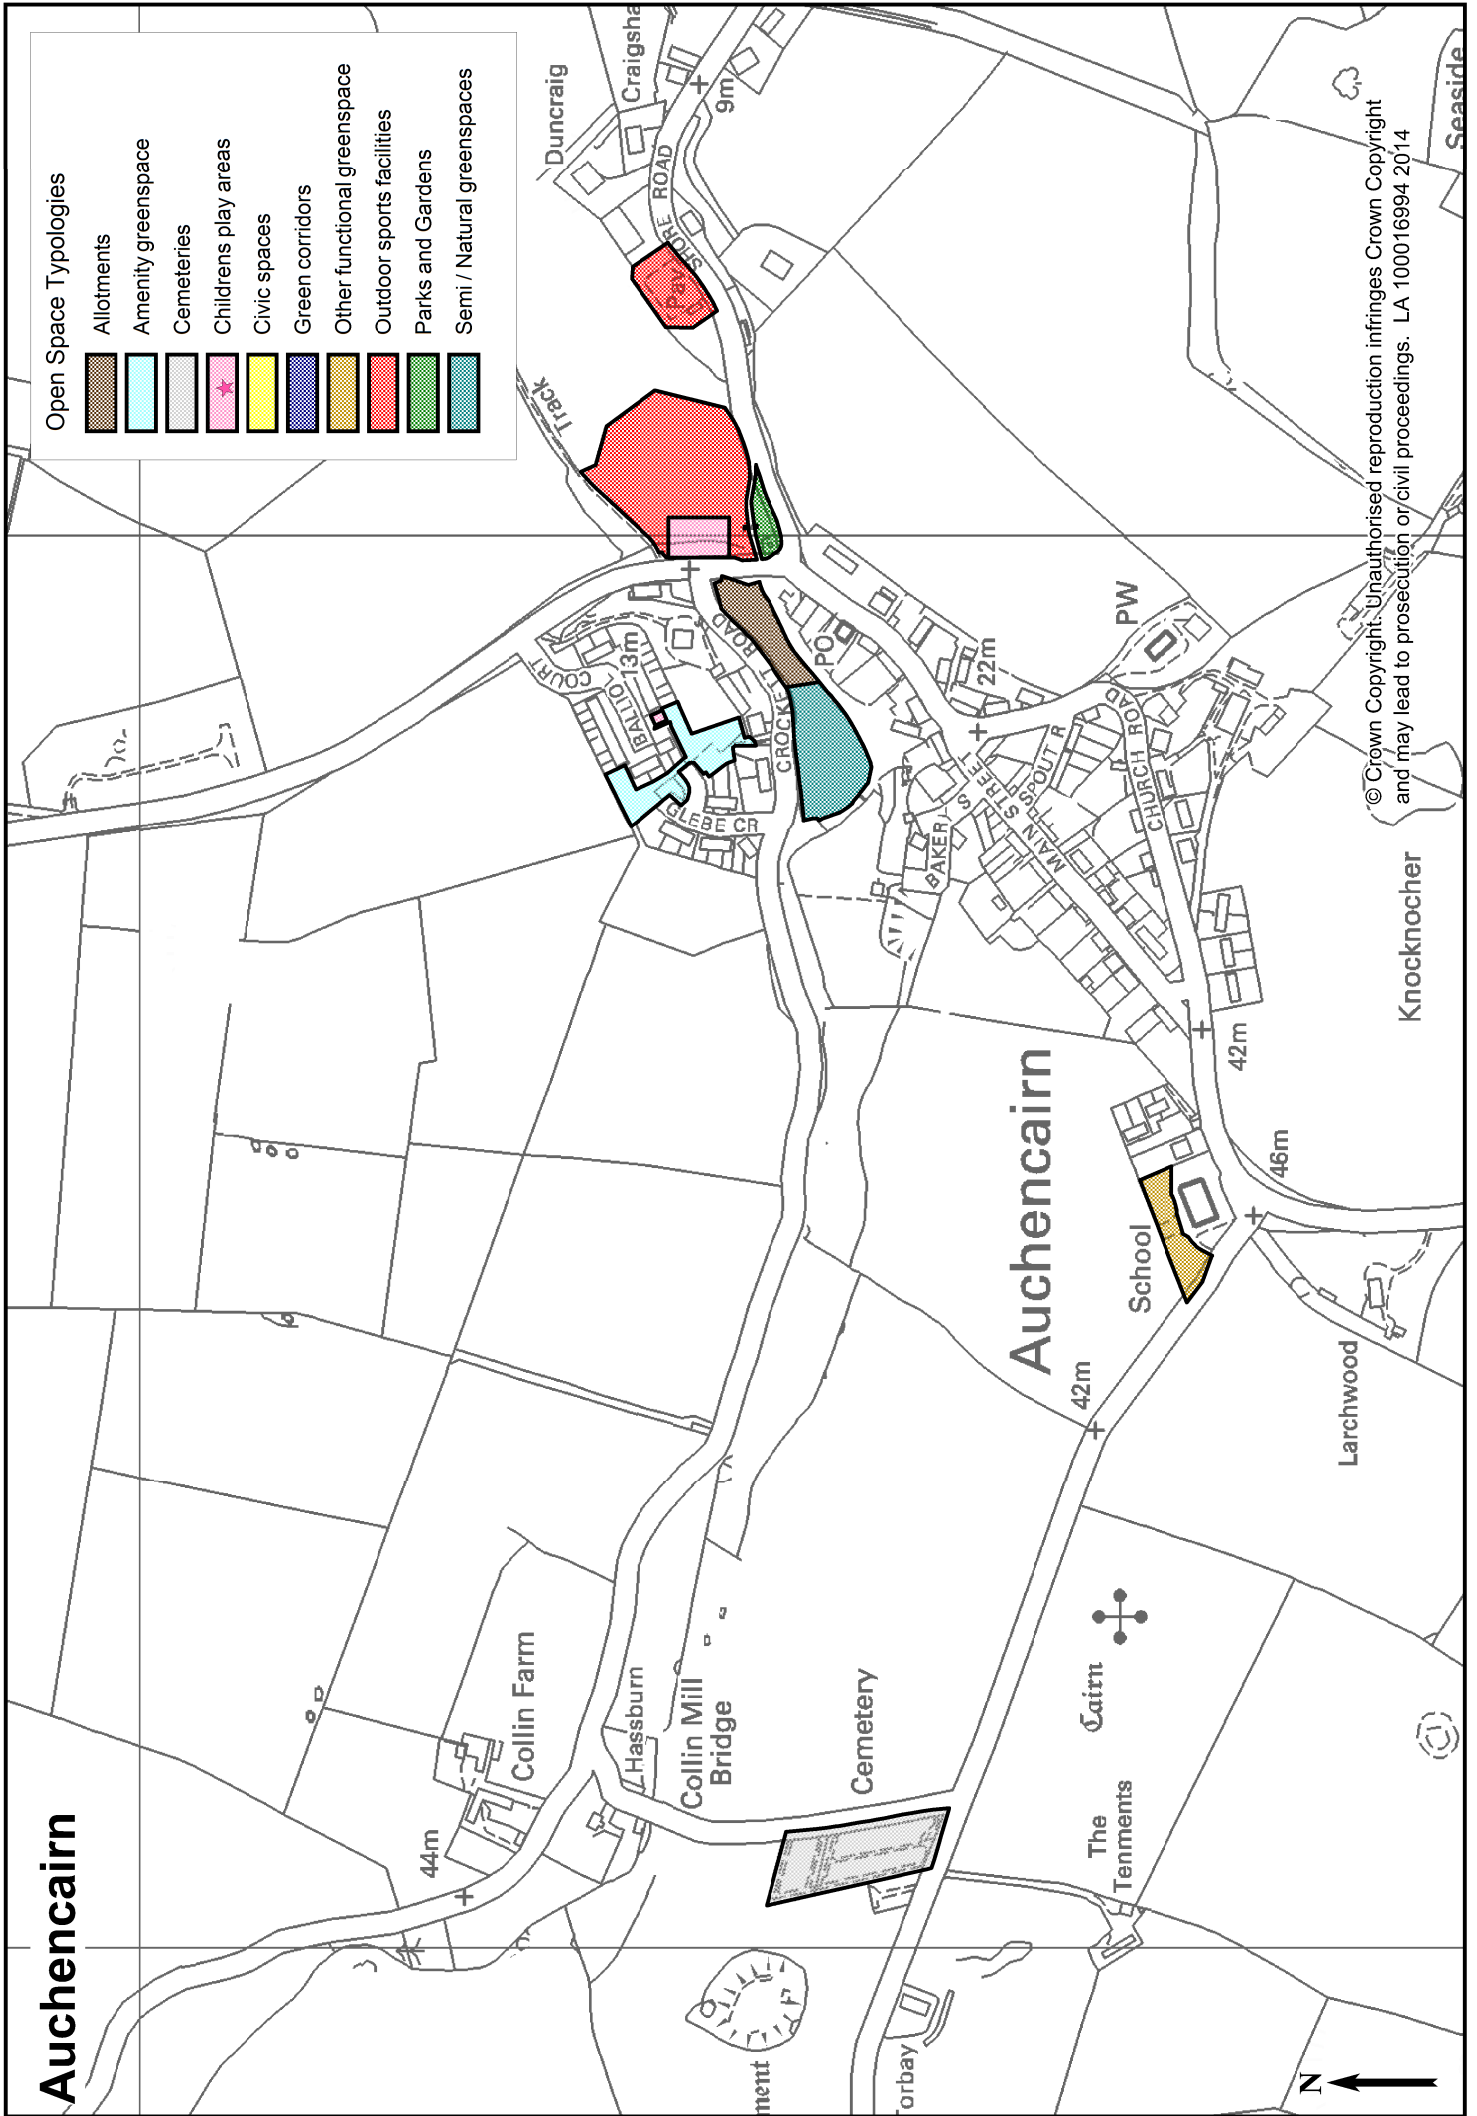 Auchencairn
Open Space Typologies
Allotments
Amenity greenspace
Cemeteries
Childrens play areas
Civic spaces
Green corridors
Other functional greenspace
Outdoor sports facilities
Parks and Gardens
Semi / Natural greenspaces
44m
Collin Farm
Hassburn
Collin Mill
Bridge
Cemetery
Torbay
The
Tenments
Cairn
Auchencairn
School
42m
46m
42m
Larchwood
Knocknocher
Track
Duncraig
SHORE ROAD
9m
Pav
COURT
13m
GLEBE CR
CROCKETT ROAD
PO
22m
PW
MAIN STREE
SPOUT R
CHURCH ROAD
BAKER S
Seaside
N
© Crown Copyright. Unauthorised reproduction infringes Crown Copyright
and may lead to prosecution or civil proceedings. LA 100016994 2014